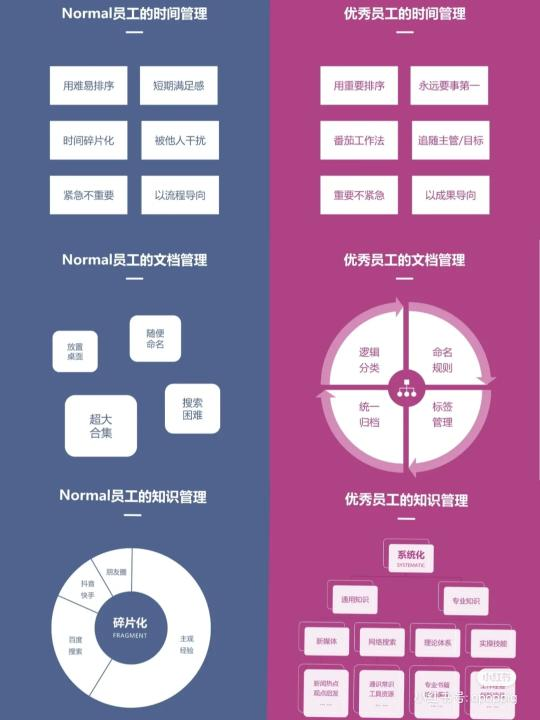 Normal员工的时间管理
用难易排序
短期满足感
时间碎片化
被他人干扰
紧急不重要
以流程导向
优秀员工的时间管理
用重要排序
永远要事第一
番茄工作法
追随主管/目标
重要不紧急
以成果导向
Normal员工的文档管理
放置
桌面
随便
命名
超大
合集
搜索
困难
优秀员工的文档管理
逻辑
分类
命名
规则
统一
归档
标签
管理
Normal员工的知识管理
朋友圈
抖音
快手
百度
搜索
主观
经验
碎片化
FRAGMENT
优秀员工的知识管理
系统化
SYSTEMATIC
通用知识
专业知识
新媒体
网络搜索
理论体系
实操技能
新闻热点
观点启发
... ...
通识常识
工具资源
... ...
专业书籍
... ...
小红书
小红书号: